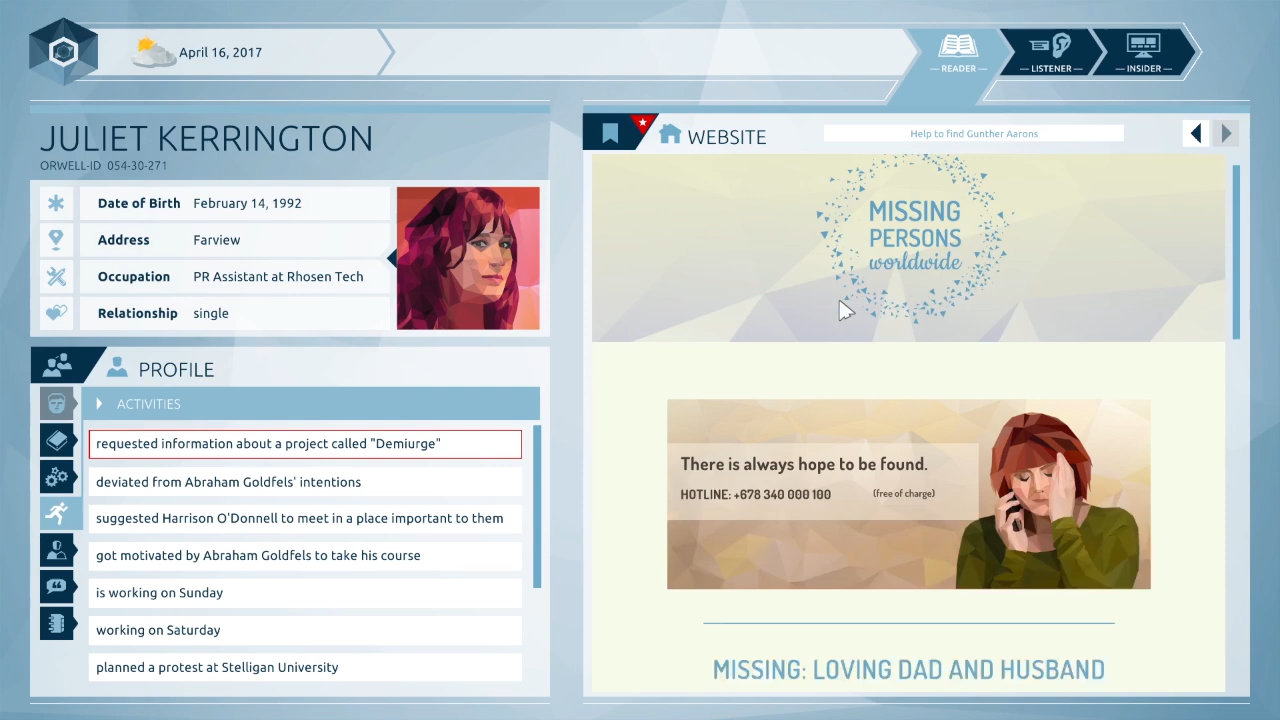 April 16, 2017
READER
LISTENER
INSIDER
JULIET KERRINGTON
ORWELL-ID 054-30-271
Date of Birth February 14, 1992
Address Farview
Occupation PR Assistant at Rhosen Tech
Relationship single
PROFILE
ACTIVITIES
requested information about a project called "Demiurge"
deviated from Abraham Goldfels' intentions
suggested Harrison O'Donnell to meet in a place important to them
got motivated by Abraham Goldfels to take his course
is working on Sunday
working on Saturday
planned a protest at Stelligan University
WEBSITE
Help to find Gunther Aarons
MISSING
PERSONS
worldwide
There is always hope to be found.
HOTLINE: +678 340 000 100 (free of charge)
MISSING: LOVING DAD AND HUSBAND